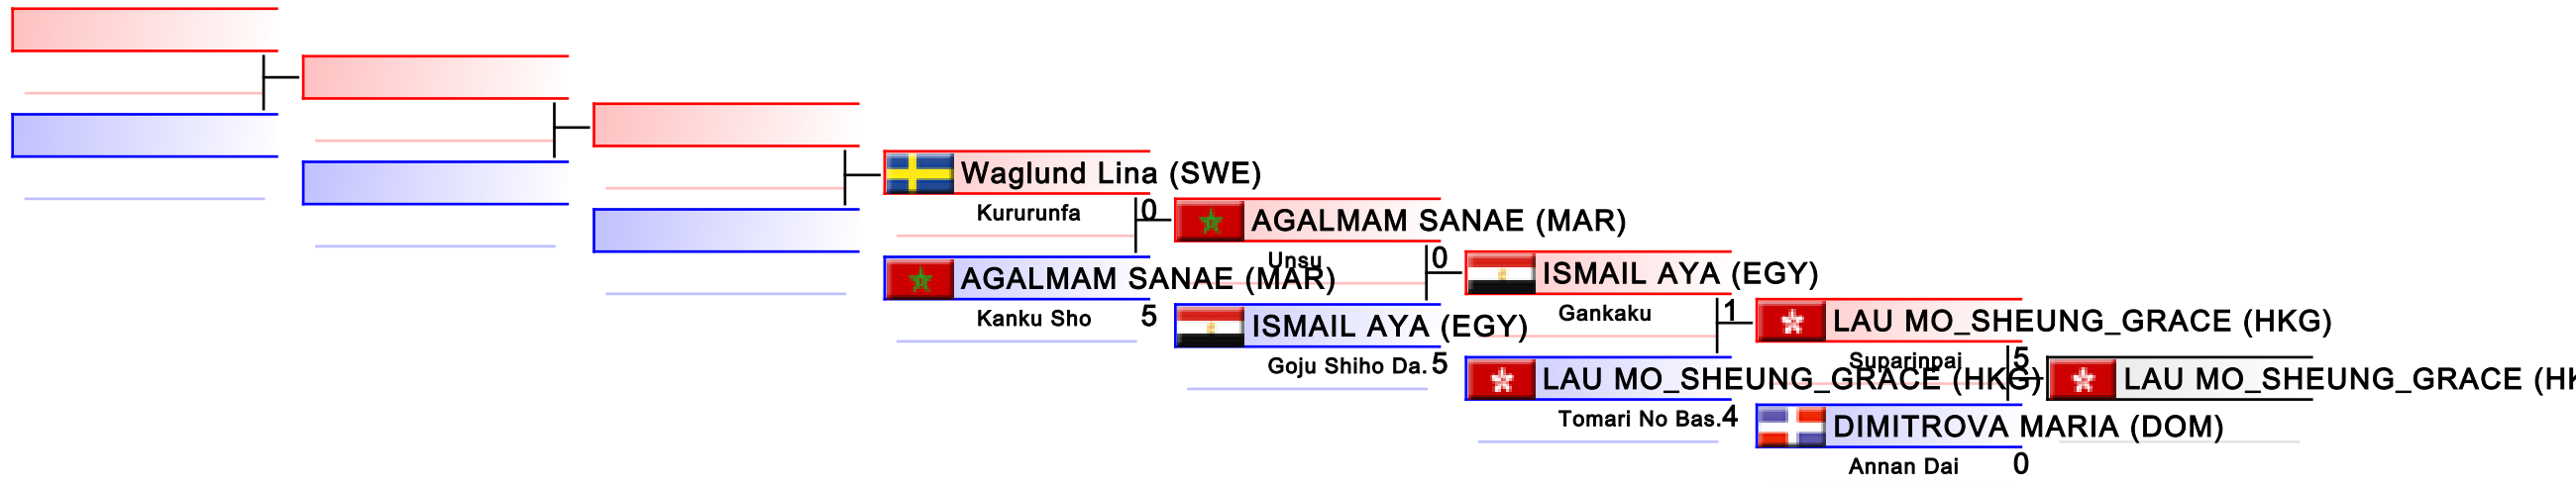 Waglund Lina (SWE)
Kururunfa 0
AGALMAM SANAE (MAR)
Kanku Sho 5
AGALMAM SANAE (MAR)
Unsu 0
ISMAIL AYA (EGY)
Goju Shiho Da. 5
ISMAIL AYA (EGY)
Gankaku 1
LAU MO_SHEUNG_GRACE (HKG)
Tomari No Bas. 4
LAU MO_SHEUNG_GRACE (HKG)
Suparinpai 5
DIMITROVA MARIA (DOM)
Annan Dai 0
LAU MO_SHEUNG_GRACE (HK